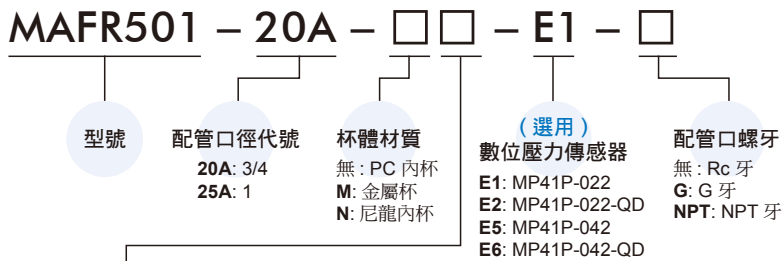 MAFR501 – 20A – □□ – E1 – □
型號
配管口徑代號
20A: 3/4
25A: 1
杯體材質
無 : PC 內杯
M: 金屬杯
N: 尼龍內杯
(選用)
數位壓力傳感器
E1: MP41P-022
E2: MP41P-022-QD
E5: MP41P-042
E6: MP41P-042-QD
配管口螺牙
無 : Rc 牙
G: G 牙
NPT: NPT 牙